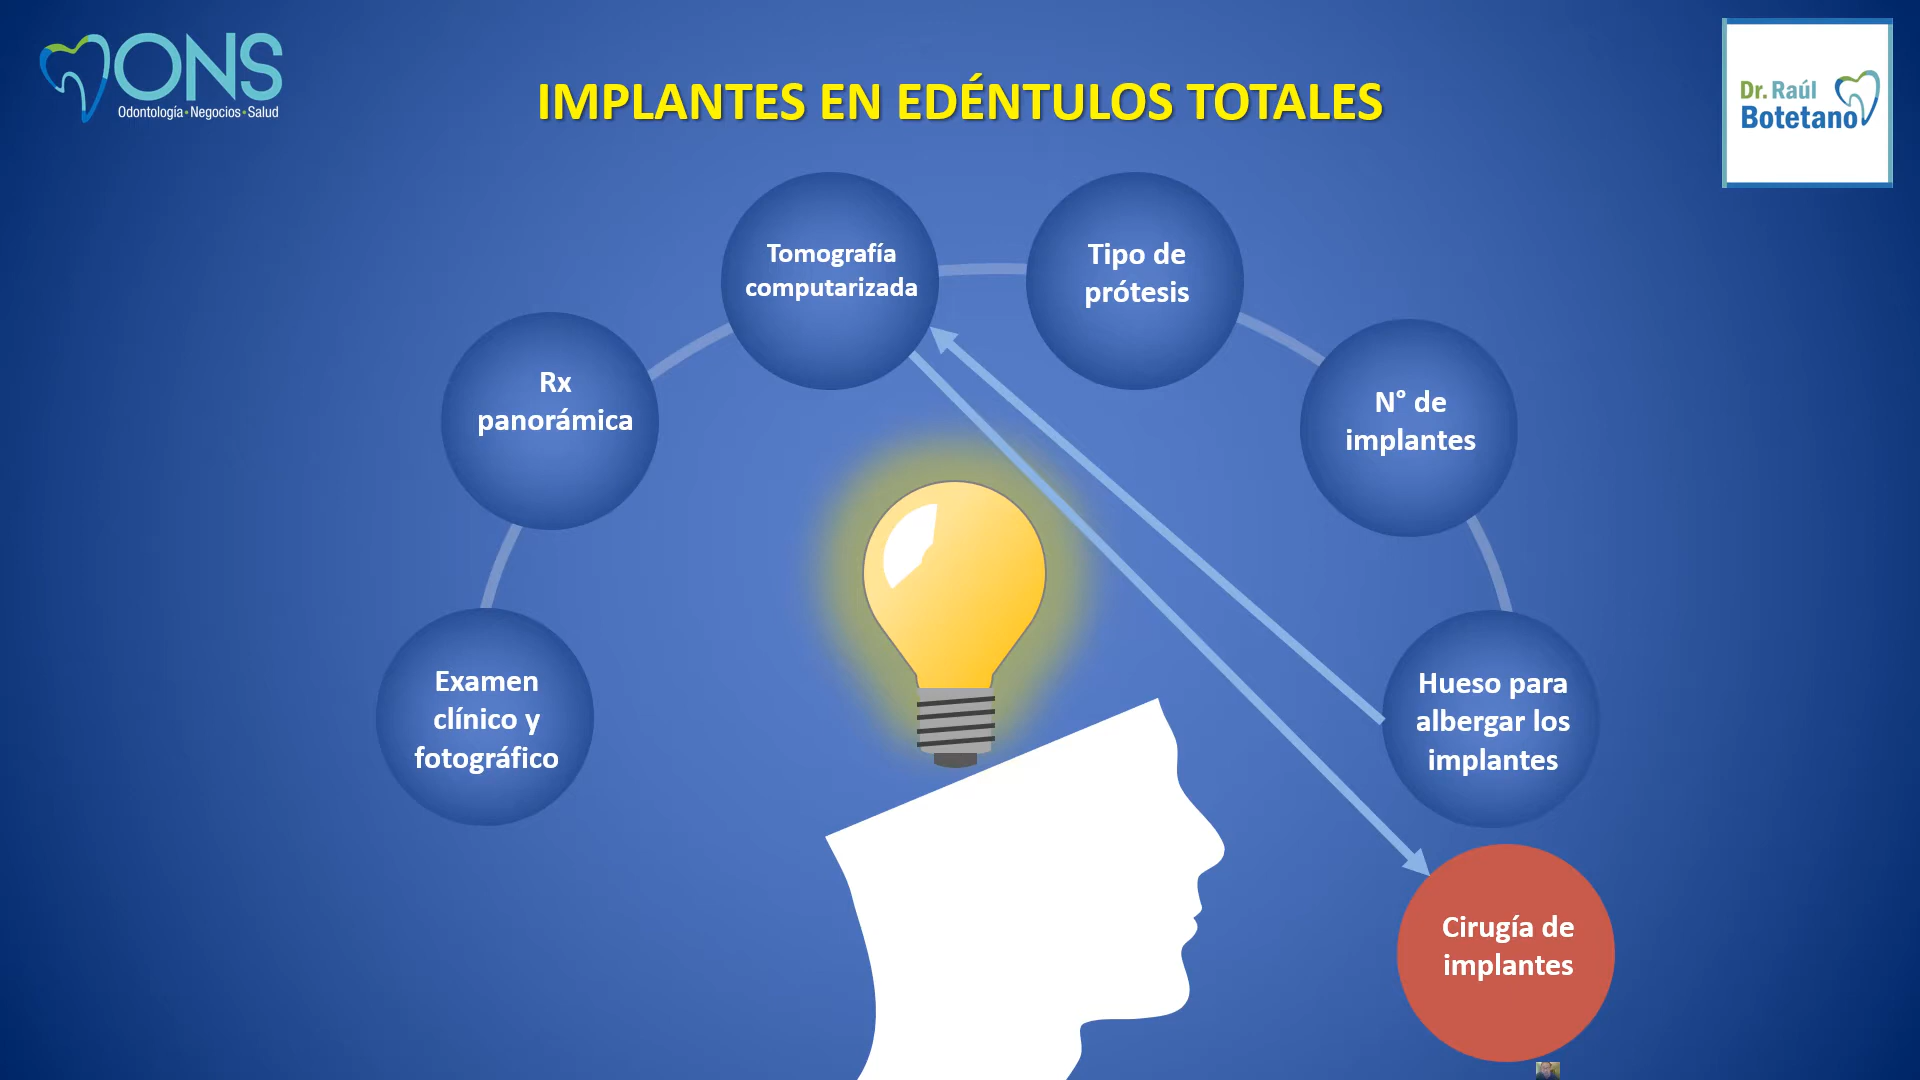 ONS
Odontología•Negocios•Salud
IMPLANTES EN EDÉNTULOS TOTALES
Dr. Raúl
Botetano
Tomografía
computarizada
Tipo de
prótesis
Rx
panorámica
N° de
implantes
Examen
clínico y
fotográfico
Hueso para
albergar los
implantes
Cirugía de
implantes